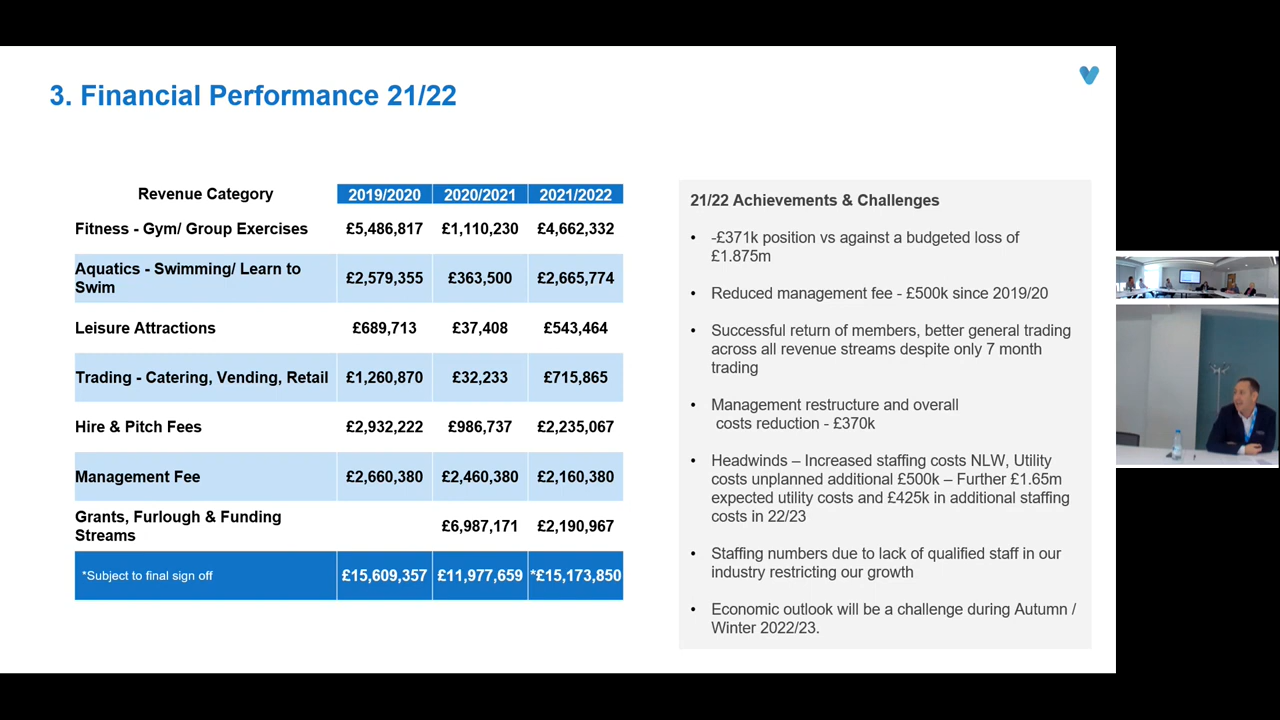 3. Financial Performance 21/22
Revenue Category 2019/2020 2020/2021 2021/2022
Fitness - Gym/ Group Exercises £5,486,817 £1,110,230 £4,662,332
Aquatics - Swimming/ Learn to
Swim £2,579,355 £363,500 £2,665,774
Leisure Attractions £689,713 £37,408 £543,464
Trading - Catering, Vending, Retail £1,260,870 £32,233 £715,865
Hire & Pitch Fees £2,932,222 £986,737 £2,235,067
Management Fee £2,660,380 £2,460,380 £2,160,380
Grants, Furlough & Funding
Streams £6,987,171 £2,190,967
*Subject to final sign off £15,609,357 £11,977,659 *£15,173,850
21/22 Achievements & Challenges
• -£371k position vs against a budgeted loss of
£1.875m
• Reduced management fee - £500k since 2019/20
• Successful return of members, better general trading
across all revenue streams despite only 7 month
trading
• Management restructure and overall
costs reduction - £370k
• Headwinds – Increased staffing costs NLW, Utility
costs unplanned additional £500k – Further £1.65m
expected utility costs and £425k in additional staffing
costs in 22/23
• Staffing numbers due to lack of qualified staff in our
industry restricting our growth
• Economic outlook will be a challenge during Autumn /
Winter 2022/23.